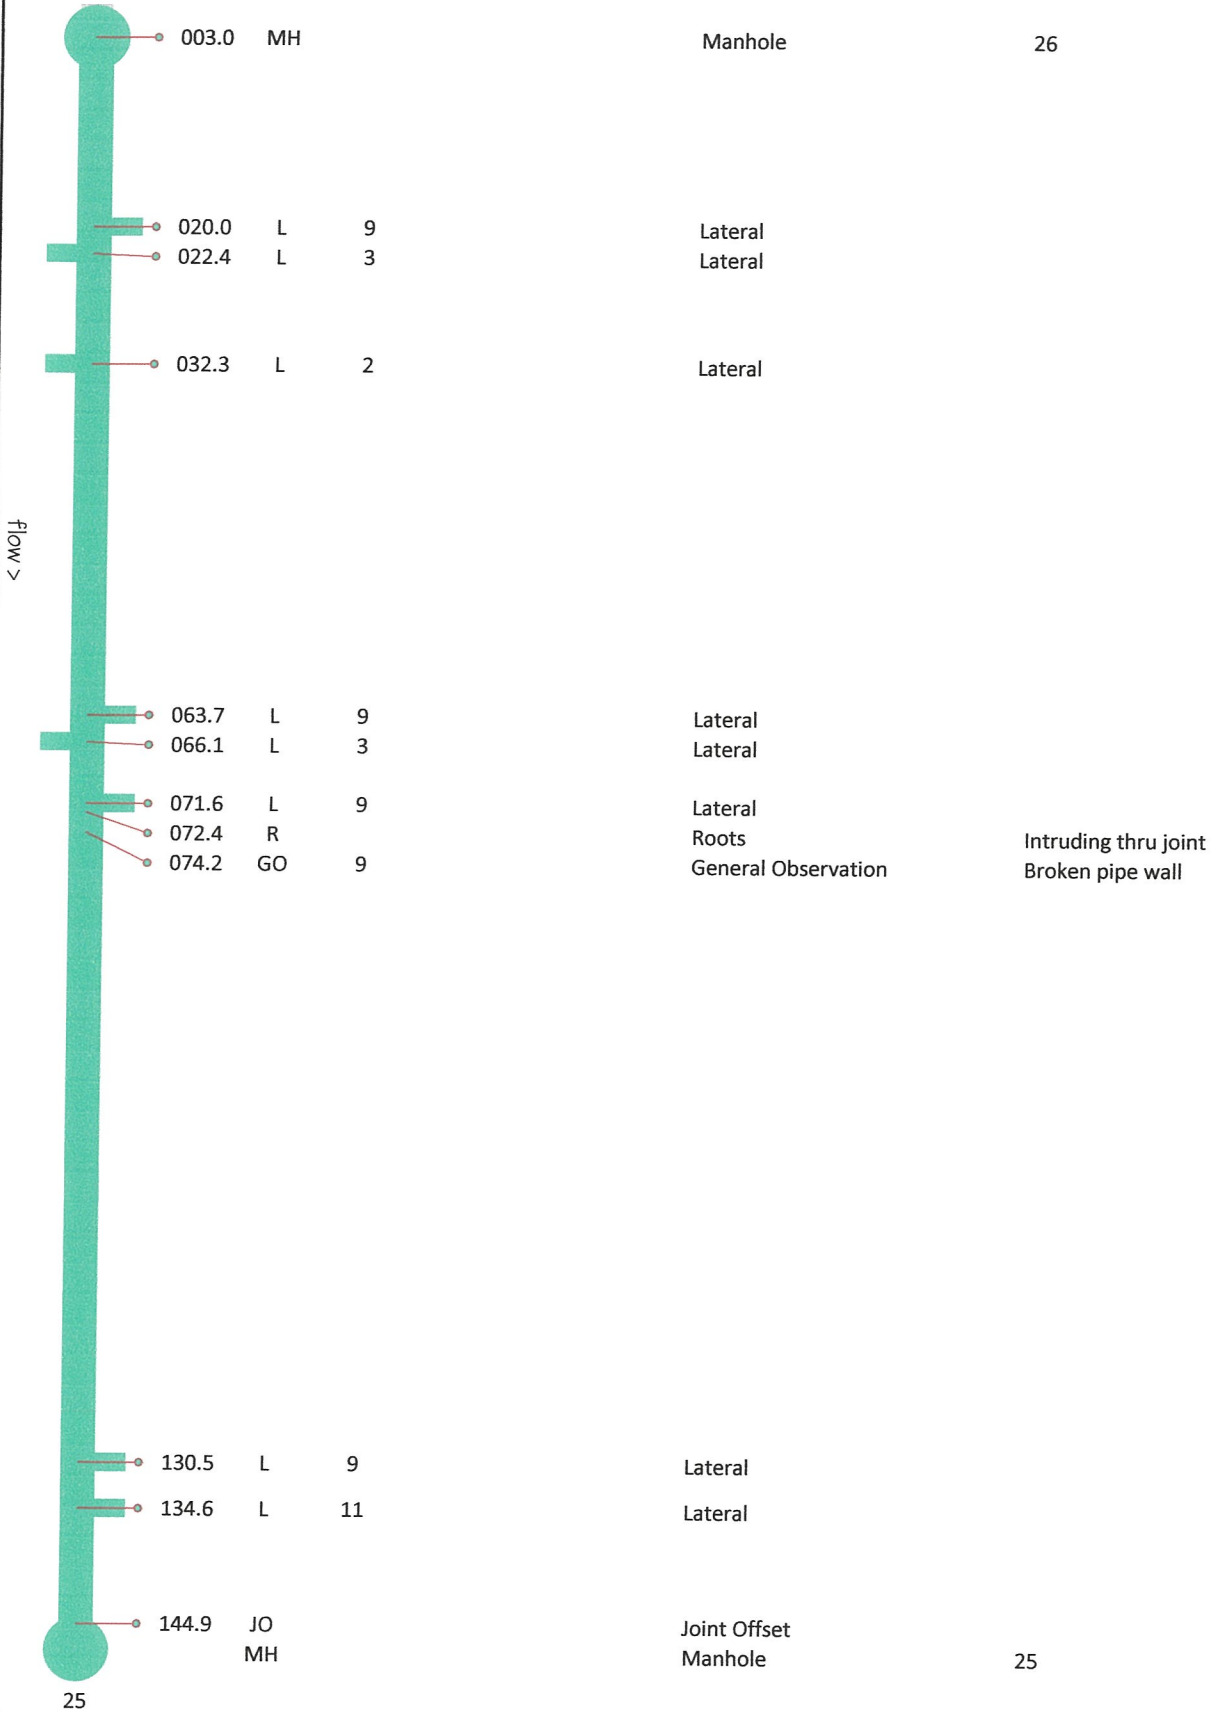 003.0 MH Manhole 26
020.0 L 9 Lateral
022.4 L 3 Lateral
032.3 L 2 Lateral
flow >
063.7 L 9 Lateral
066.1 L 3 Lateral
071.6 L 9 Lateral
072.4 R Roots Intruding thru joint
074.2 GO 9 General Observation Broken pipe wall
130.5 L 9 Lateral
134.6 L 11 Lateral
144.9 JO Joint Offset
MH Manhole 25
25